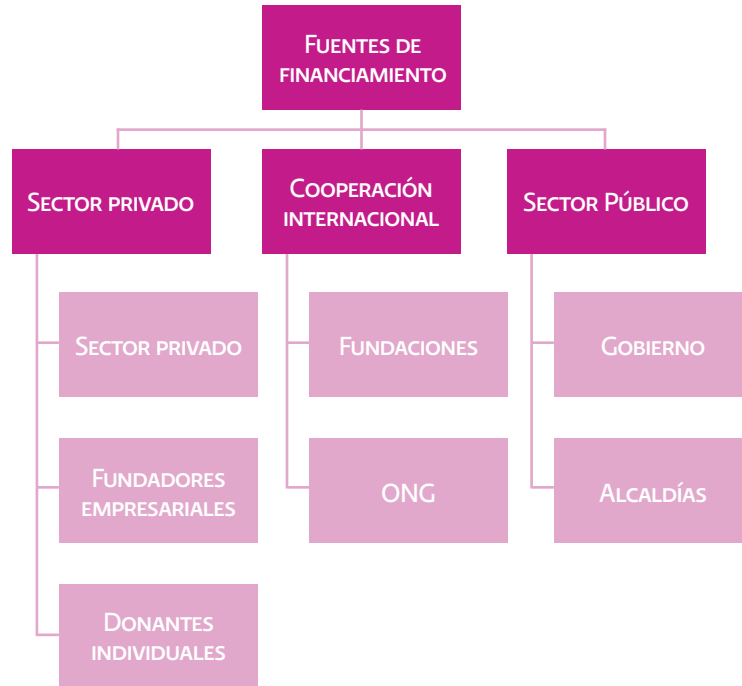 Fuentes de
financiamiento
Sector privado
Cooperación
internacional
Sector Público
Sector privado
Fundaciones
Gobierno
Fundadores
empresariales
ONG
Alcaldías
Donantes
individuales